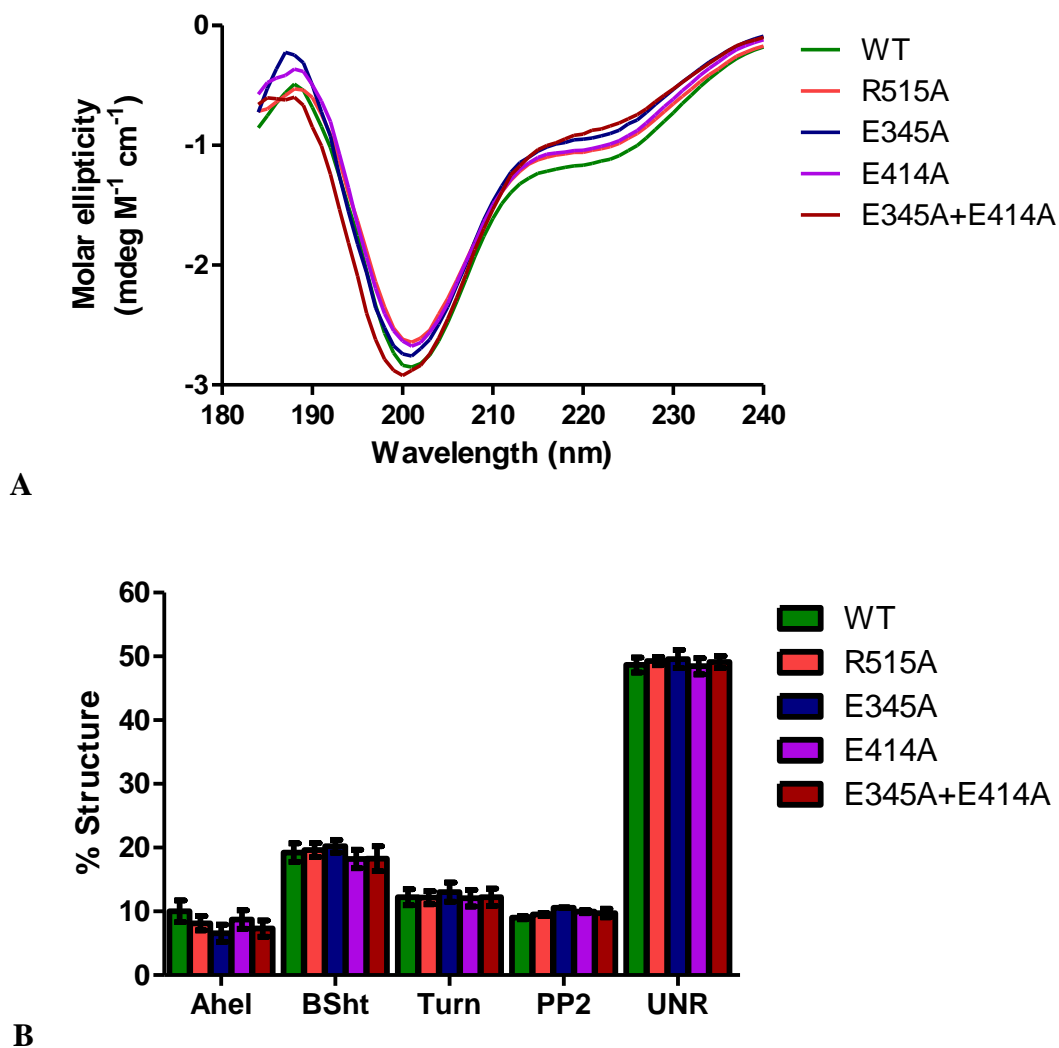 0
-1
-2
-3
180 190 200 210 220 230 240
Molar ellipticity
(mdeg M⁻¹ cm⁻¹)
Wavelength (nm)
WT
R515A
E345A
E414A
E345A+E414A
A
60
50
40
30
20
10
0
% Structure
Ahel BSht Turn PP2 UNR
WT
R515A
E345A
E414A
E345A+E414A
B